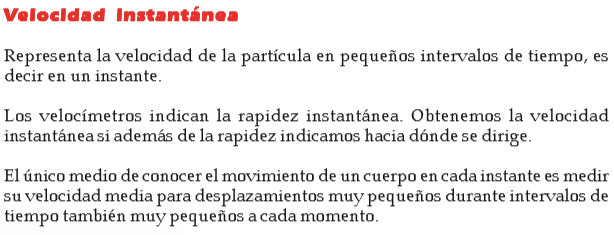 Velocidad instantánea
Representa la velocidad de la partícula en pequeños intervalos de tiempo, es
decir en un instante.
Los velocímetros indican la rapidez instantánea. Obtenemos la velocidad
instantánea si además de la rapidez indicamos hacia dónde se dirige.
El único medio de conocer el movimiento de un cuerpo en cada instante es medir
su velocidad media para desplazamientos muy pequeños durante intervalos de
tiempo también muy pequeños a cada momento.